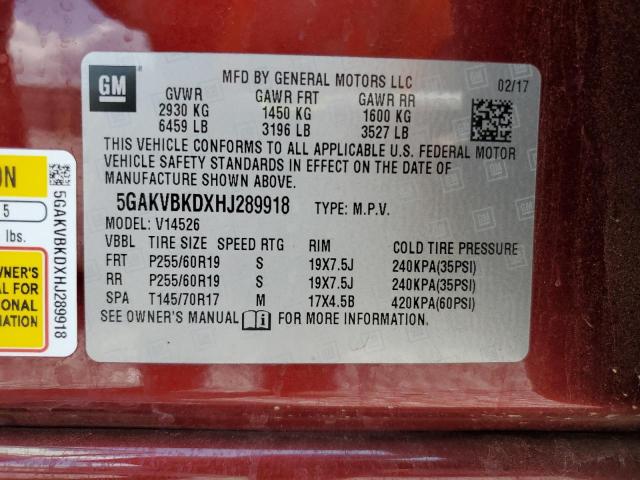 GM
MFD BY GENERAL MOTORS LLC
02/17
GVWR GAWR FRT GAWR RR
2930 KG 1450 KG 1600 KG
6459 LB 3196 LB 3527 LB
THIS VEHICLE CONFORMS TO ALL APPLICABLE U.S. FEDERAL MOTOR
VEHICLE SAFETY STANDARDS IN EFFECT ON THE DATE OF
MANUFACTURE SHOWN ABOVE.
5GAKVBKDXHJ289918 TYPE: M.P.V.
MODEL: V14526
VBBL TIRE SIZE SPEED RTG RIM COLD TIRE PRESSURE
FRT P255/60R19 S 19X7.5J 240KPA(35PSI)
RR P255/60R19 S 19X7.5J 240KPA(35PSI)
SPA T145/70R17 M 17X4.5B 420KPA(60PSI)
SEE OWNER'S MANUAL FOR MORE INFORMATION.
ON
5
lbs.
OWNER'S
AL FOR
IONAL
MATION
5GAKVBKDXHJ289918